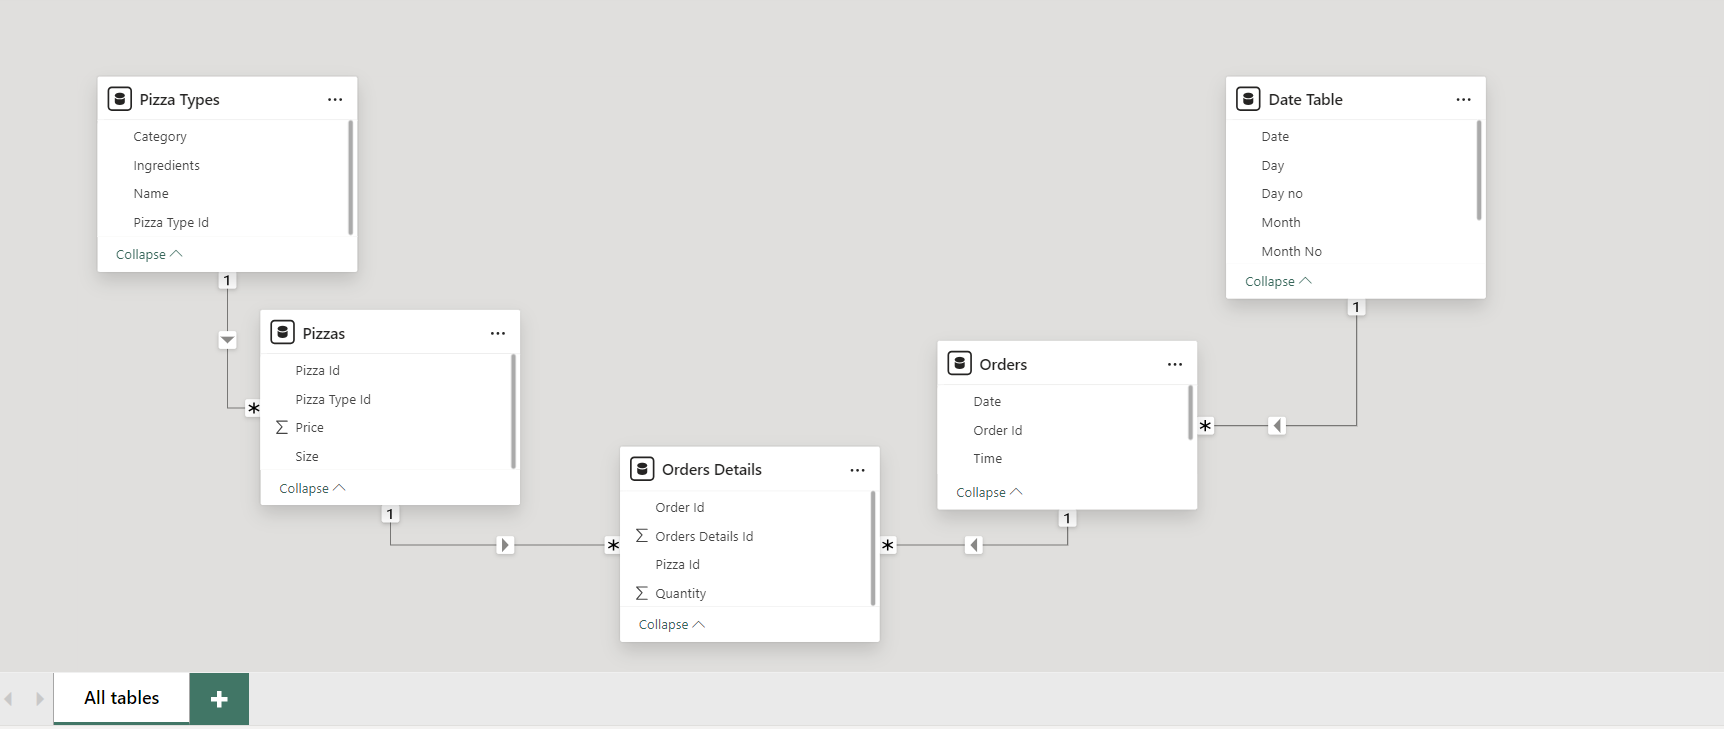 Pizza Types
Category
Ingredients
Name
Pizza Type Id
Collapse
1
Pizzas
Pizza Id
Pizza Type Id
Σ Price
Size
Collapse
1
*
Orders Details
Order Id
Σ Orders Details Id
Pizza Id
Σ Quantity
Collapse
*
*
Orders
Date
Order Id
Time
Collapse
1
*
Date Table
Date
Day
Day no
Month
Month No
Collapse
1
All tables
+